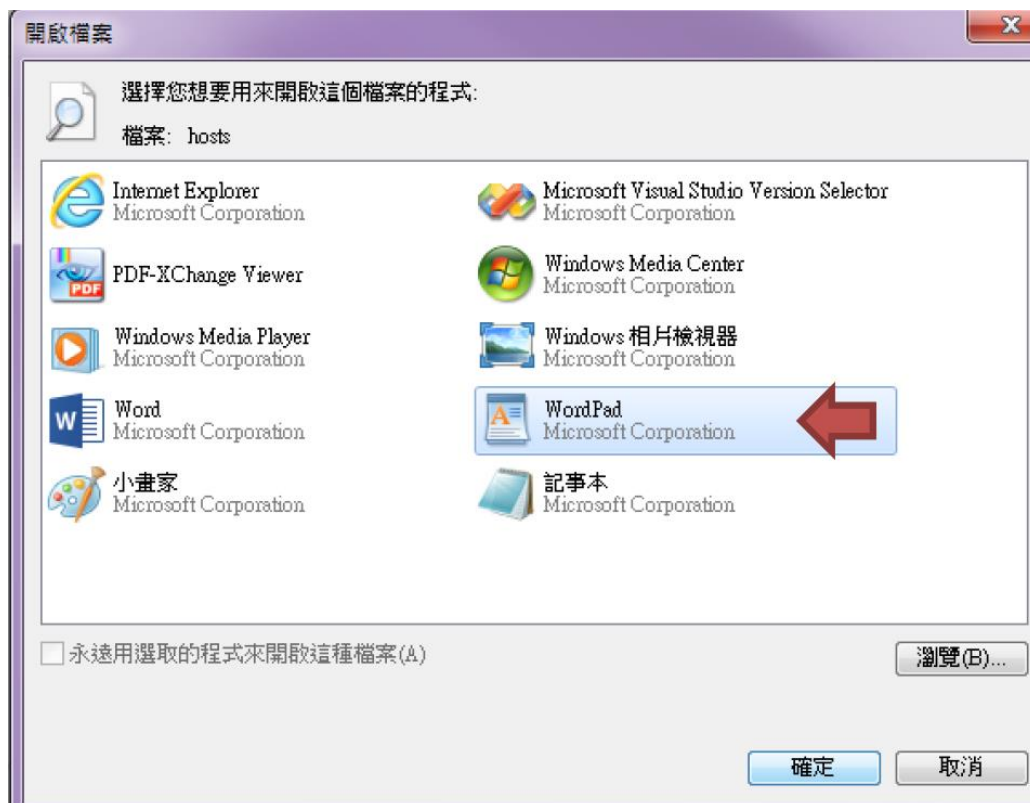 開啟檔案
選擇您想要用來開啟這個檔案的程式:
檔案: hosts
Internet Explorer
Microsoft Corporation
Microsoft Visual Studio Version Selector
Microsoft Corporation
PDF
PDF-XChange Viewer
Windows Media Center
Microsoft Corporation
Windows Media Player
Microsoft Corporation
Windows 相片檢視器
Microsoft Corporation
W
Word
Microsoft Corporation
A
WordPad
Microsoft Corporation
小畫家
Microsoft Corporation
記事本
Microsoft Corporation
永遠用選取的程式來開啟這種檔案(A)
瀏覽(B)...
確定
取消